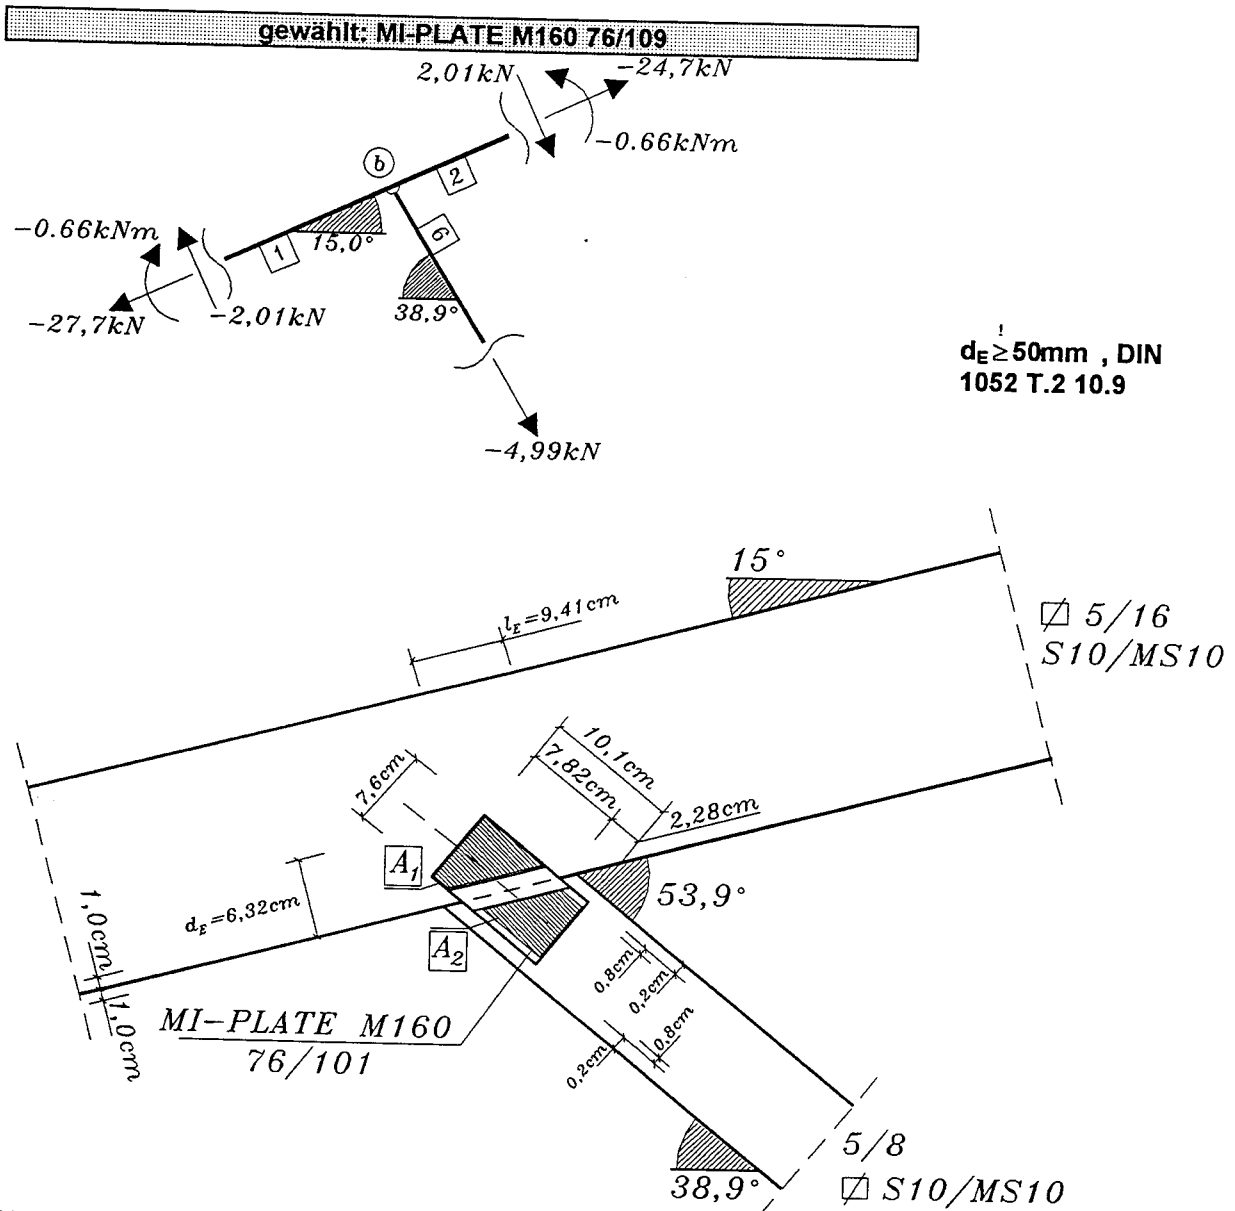 gewählt: MI-PLATE M160 76/109
2,01kN
-24,7kN
-0.66kNm
b
2
-0.66kNm
1
15,0°
6
-27,7kN
-2,01kN
38,9°
-4,99kN
!
dE≥50mm , DIN
1052 T.2 10.9
15°
lE=9,41cm
5/16
S10/MS10
10,1cm
7,82cm
7,6cm
2,28cm
A1
53,9°
dE=6,32cm
A2
1,0cm
1,0cm
0,8cm
0,2cm
MI-PLATE M160
76/101
0,8cm
0,2cm
5/8
38,9°
S10/MS10